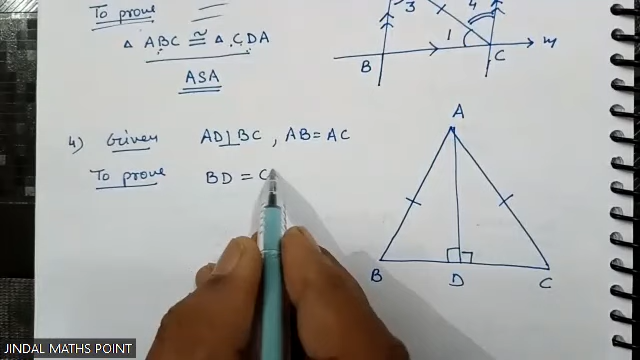 To prove
△ ABC ≅ △ CDA
ASA
3 4
1
B C m
4) Given AD⊥BC, AB=AC
To prove BD = C
A
B D C
JINDAL MATHS POINT